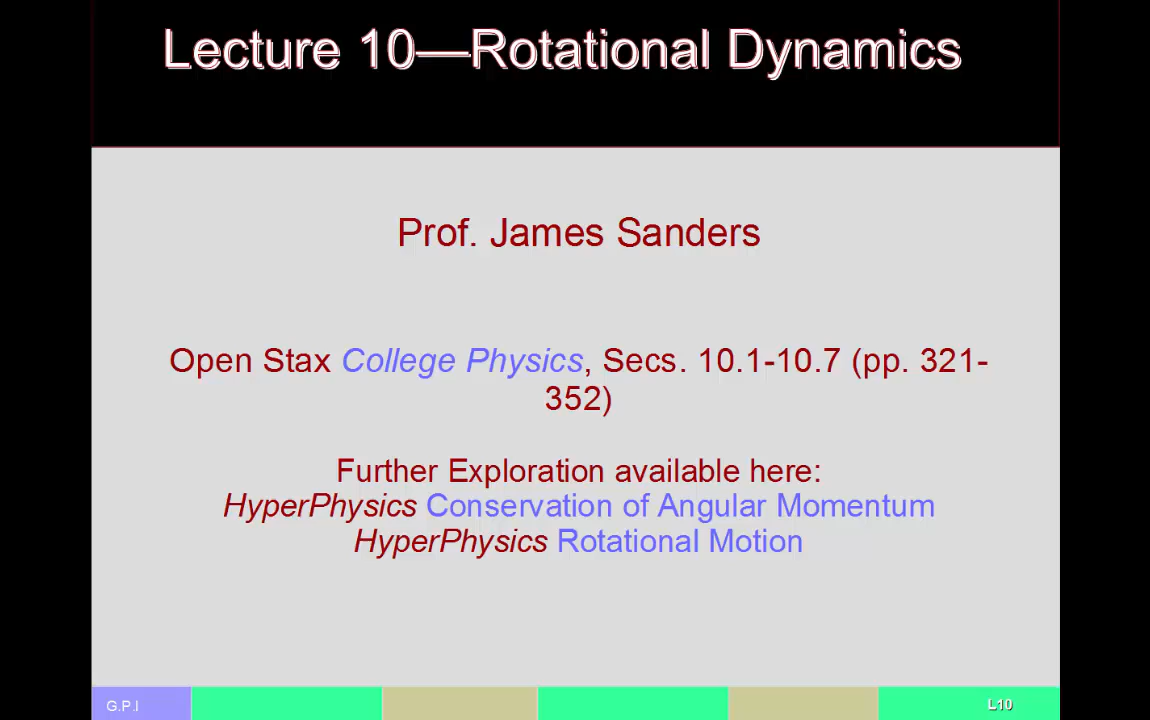 Lecture 10—Rotational Dynamics
Prof. James Sanders
Open Stax College Physics, Secs. 10.1-10.7 (pp. 321-
352)
Further Exploration available here:
HyperPhysics Conservation of Angular Momentum
HyperPhysics Rotational Motion
G.P.I
L10